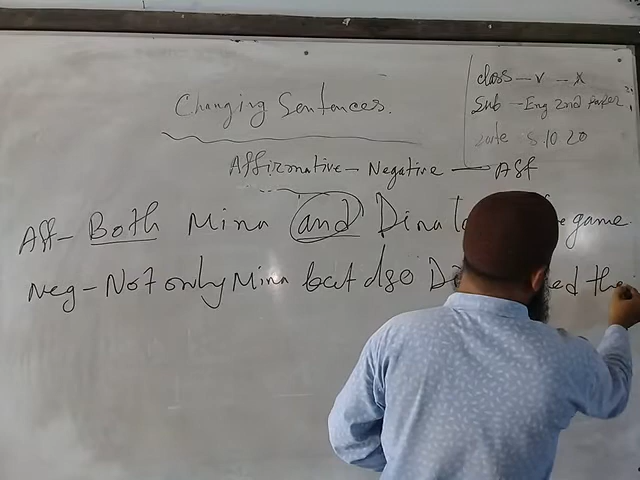 Changing Sentences.
class - v - x
Sub - Eng 2nd paper
Date 5.10 20
Affirmative - Negative - Aff
Aff- Both Mina and Dina game.
Neg - Not only Mina but also ed the